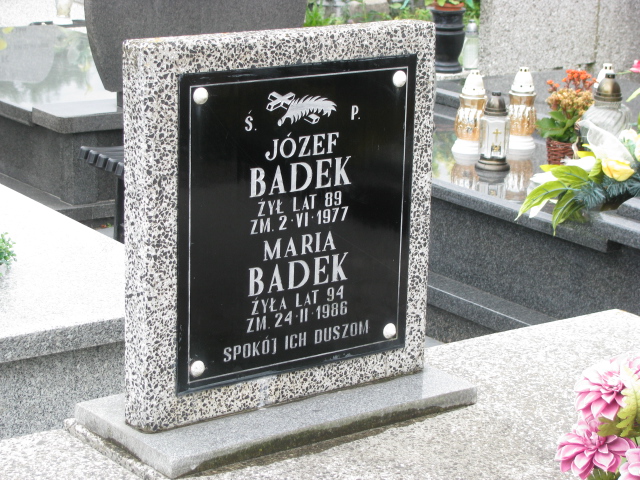 Ś. P.
JÓZEF
BADEK
ŻYŁ LAT 89
ZM. 2·VI·1977
MARIA
BADEK
ŻYŁA LAT 94
ZM. 24·II·1986
SPOKÓJ ICH DUSZOM